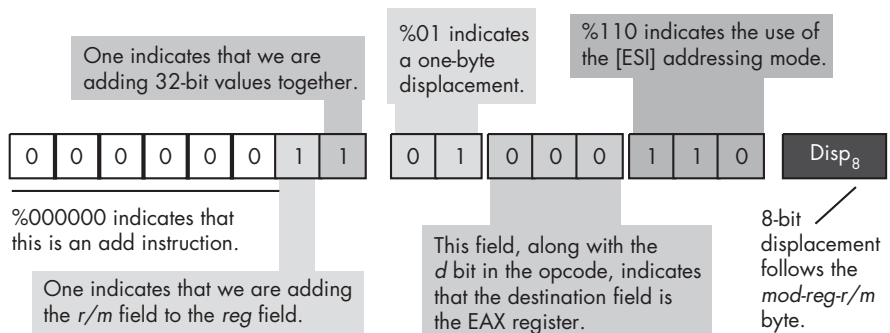 One indicates that we are
adding 32-bit values together.
%01 indicates
a one-byte
displacement.
%110 indicates the use of
the [ESI] addressing mode.
0 0 0 0 0 0 1 1 0 1 0 0 0 1 1 0 Disp8
%000000 indicates that
this is an add instruction.
One indicates that we are adding
the r/m field to the reg field.
This field, along with the
d bit in the opcode, indicates
that the destination field is
the EAX register.
8-bit
displacement
follows the
mod-reg-r/m
byte.